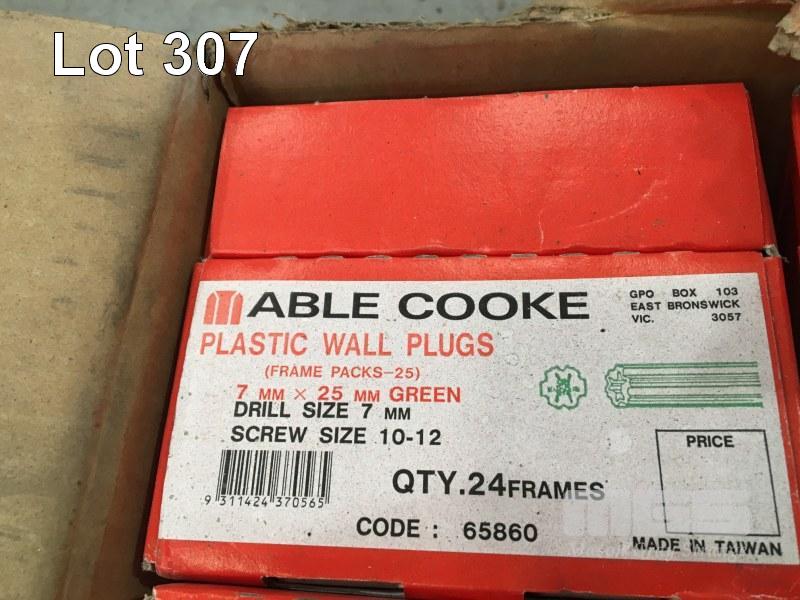 Lot 307
ABLE COOKE
GPO BOX 103
EAST BRONSWICK
VIC. 3057
PLASTIC WALL PLUGS
(FRAME PACKS-25)
7 MM × 25 MM GREEN
DRILL SIZE 7 MM
SCREW SIZE 10-12
9 311424 370565
QTY.24 FRAMES
PRICE
CODE : 65860
MADE IN TAIWAN